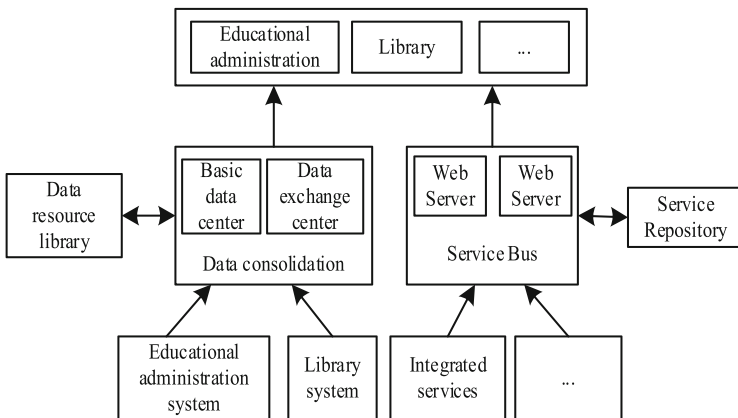 Educational
administration
Library
...
Basic
data
center
Data
exchange
center
Data consolidation
Web
Server
Web
Server
Service Bus
Data
resource
library
Service
Repository
Educational
administration
system
Library
system
Integrated
services
...